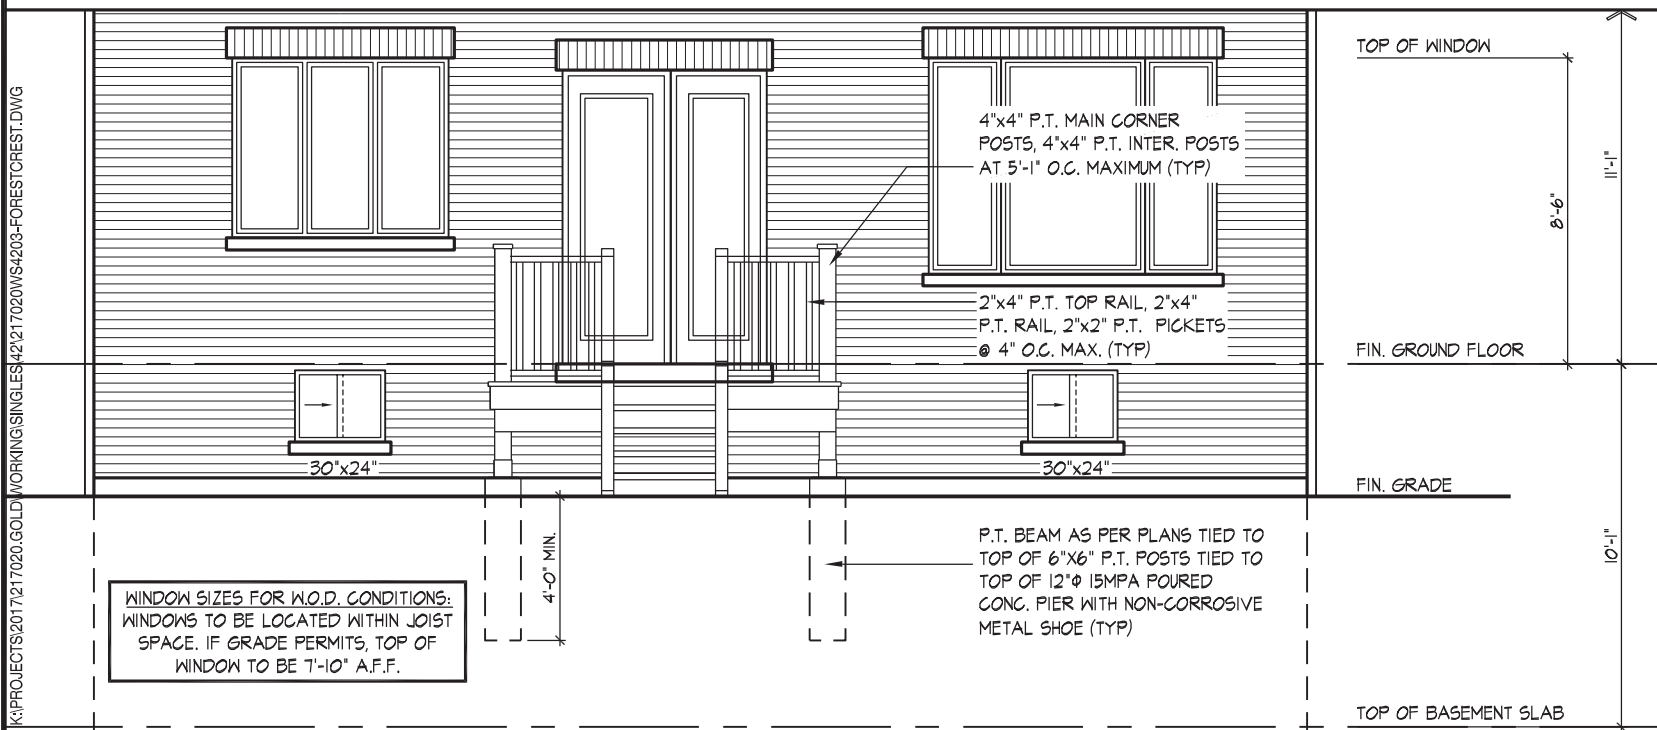 K:\PROJECTS\2017\217020.GOLD\WORKING\SINGLES\42\217020WS4203-FORESTCREST.DWG
TOP OF WINDOW
4"x4" P.T. MAIN CORNER
POSTS, 4"x4" P.T. INTER. POSTS
AT 5'-1" O.C. MAXIMUM (TYP)
11'-1"
8'-6"
2"x4" P.T. TOP RAIL, 2"x4"
P.T. RAIL, 2"x2" P.T. PICKETS
@ 4" O.C. MAX. (TYP)
FIN. GROUND FLOOR
30"x24"
30"x24"
FIN. GRADE
4'-0" MIN.
P.T. BEAM AS PER PLANS TIED TO
TOP OF 6"X6" P.T. POSTS TIED TO
TOP OF 12"Φ 15MPA POURED
CONC. PIER WITH NON-CORROSIVE
METAL SHOE (TYP)
10'-1"
WINDOW SIZES FOR W.O.D. CONDITIONS:
WINDOWS TO BE LOCATED WITHIN JOIST
SPACE. IF GRADE PERMITS, TOP OF
WINDOW TO BE 7'-10" A.F.F.
TOP OF BASEMENT SLAB